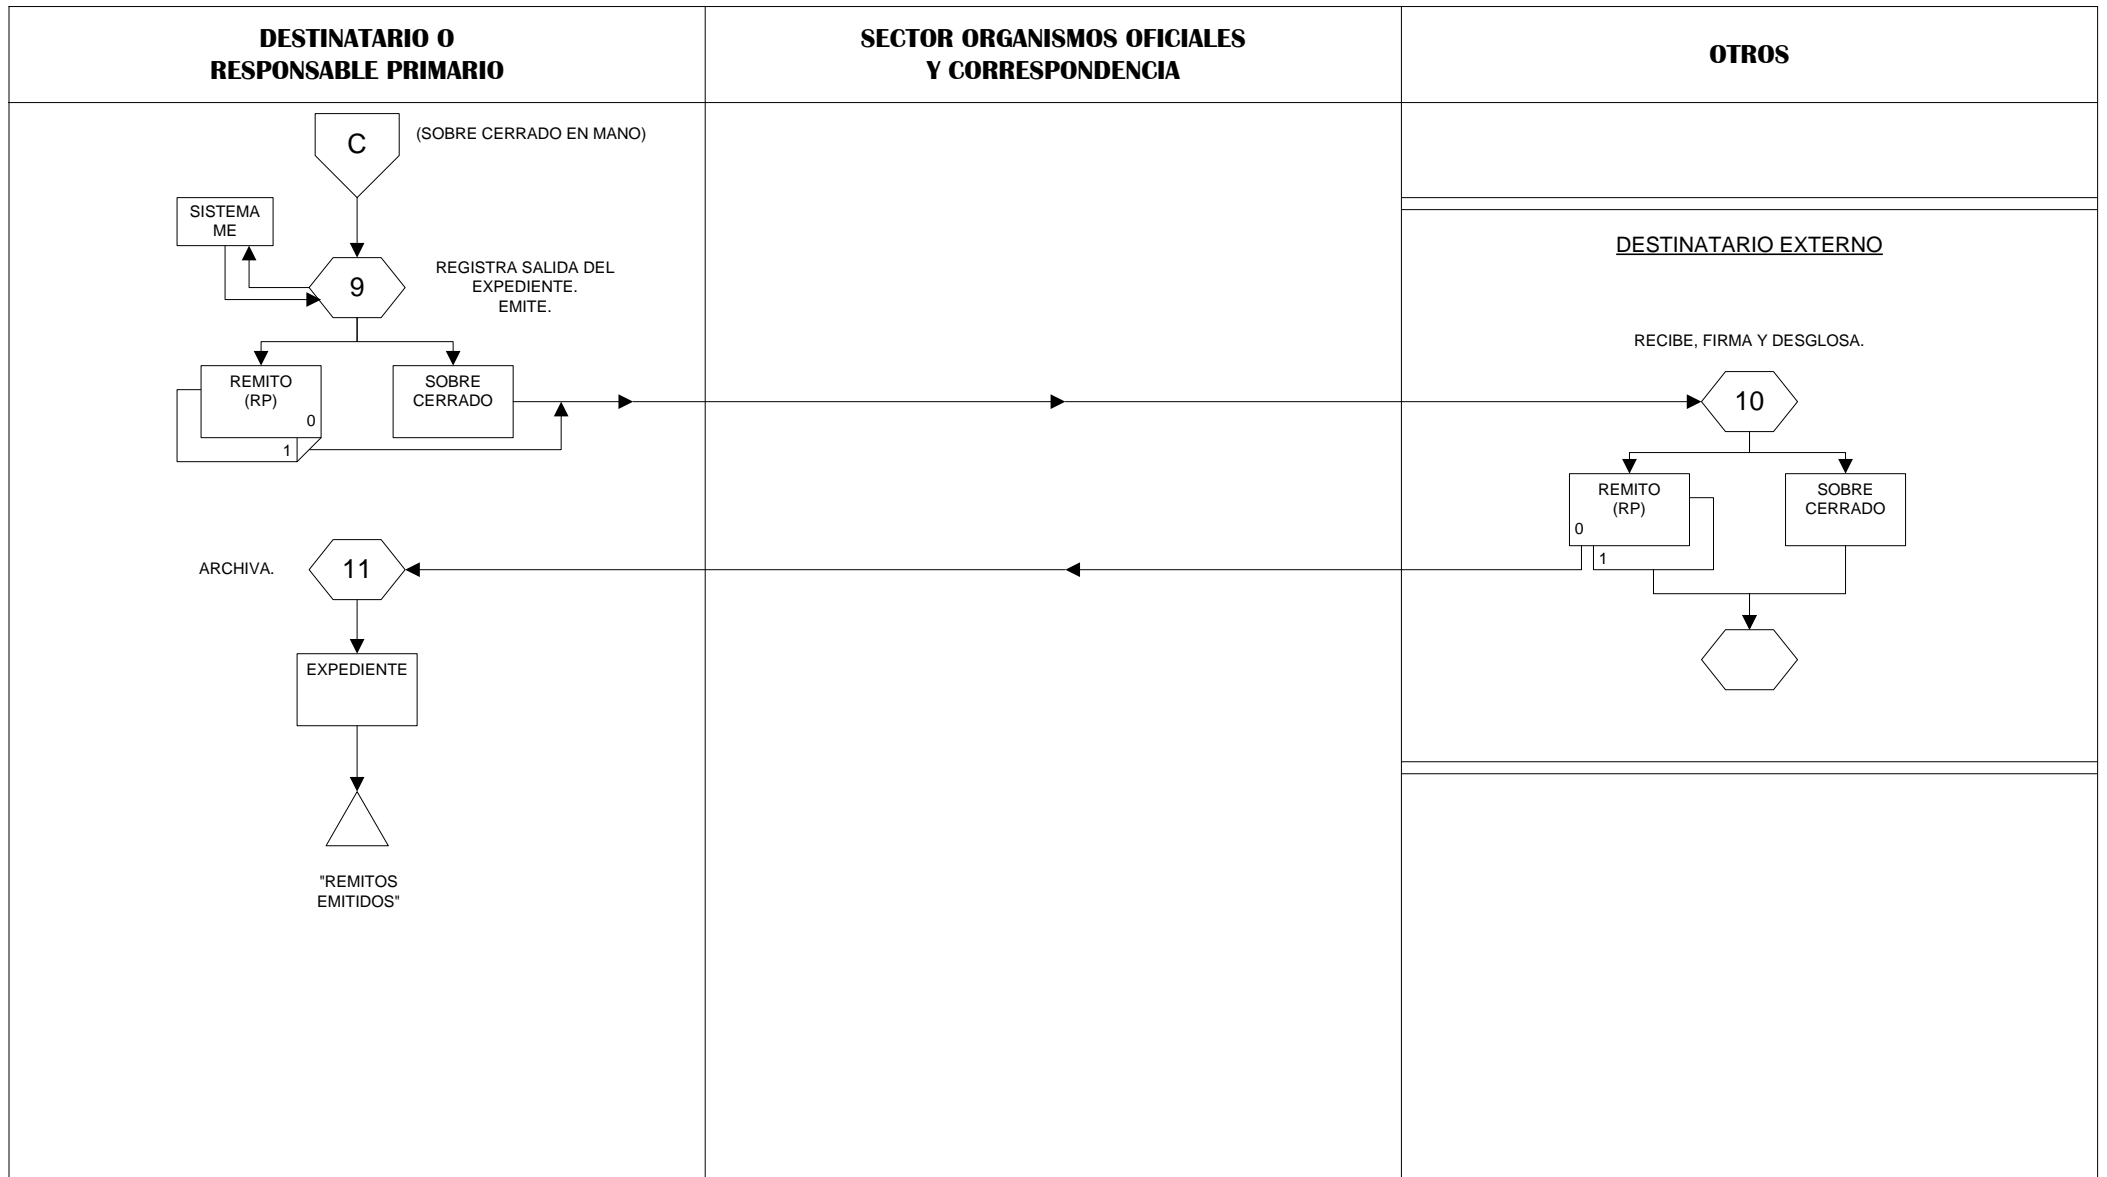 DESTINATARIO O
RESPONSABLE PRIMARIO
SECTOR ORGANISMOS OFICIALES
Y CORRESPONDENCIA
OTROS
C
(SOBRE CERRADO EN MANO)
SISTEMA
ME
9
REGISTRA SALIDA DEL
EXPEDIENTE.
EMITE.
REMITO
(RP)
0
1
SOBRE
CERRADO
DESTINATARIO EXTERNO
RECIBE, FIRMA Y DESGLOSA.
10
REMITO
(RP)
0
1
SOBRE
CERRADO
ARCHIVA.
11
EXPEDIENTE
"REMITOS
EMITIDOS"